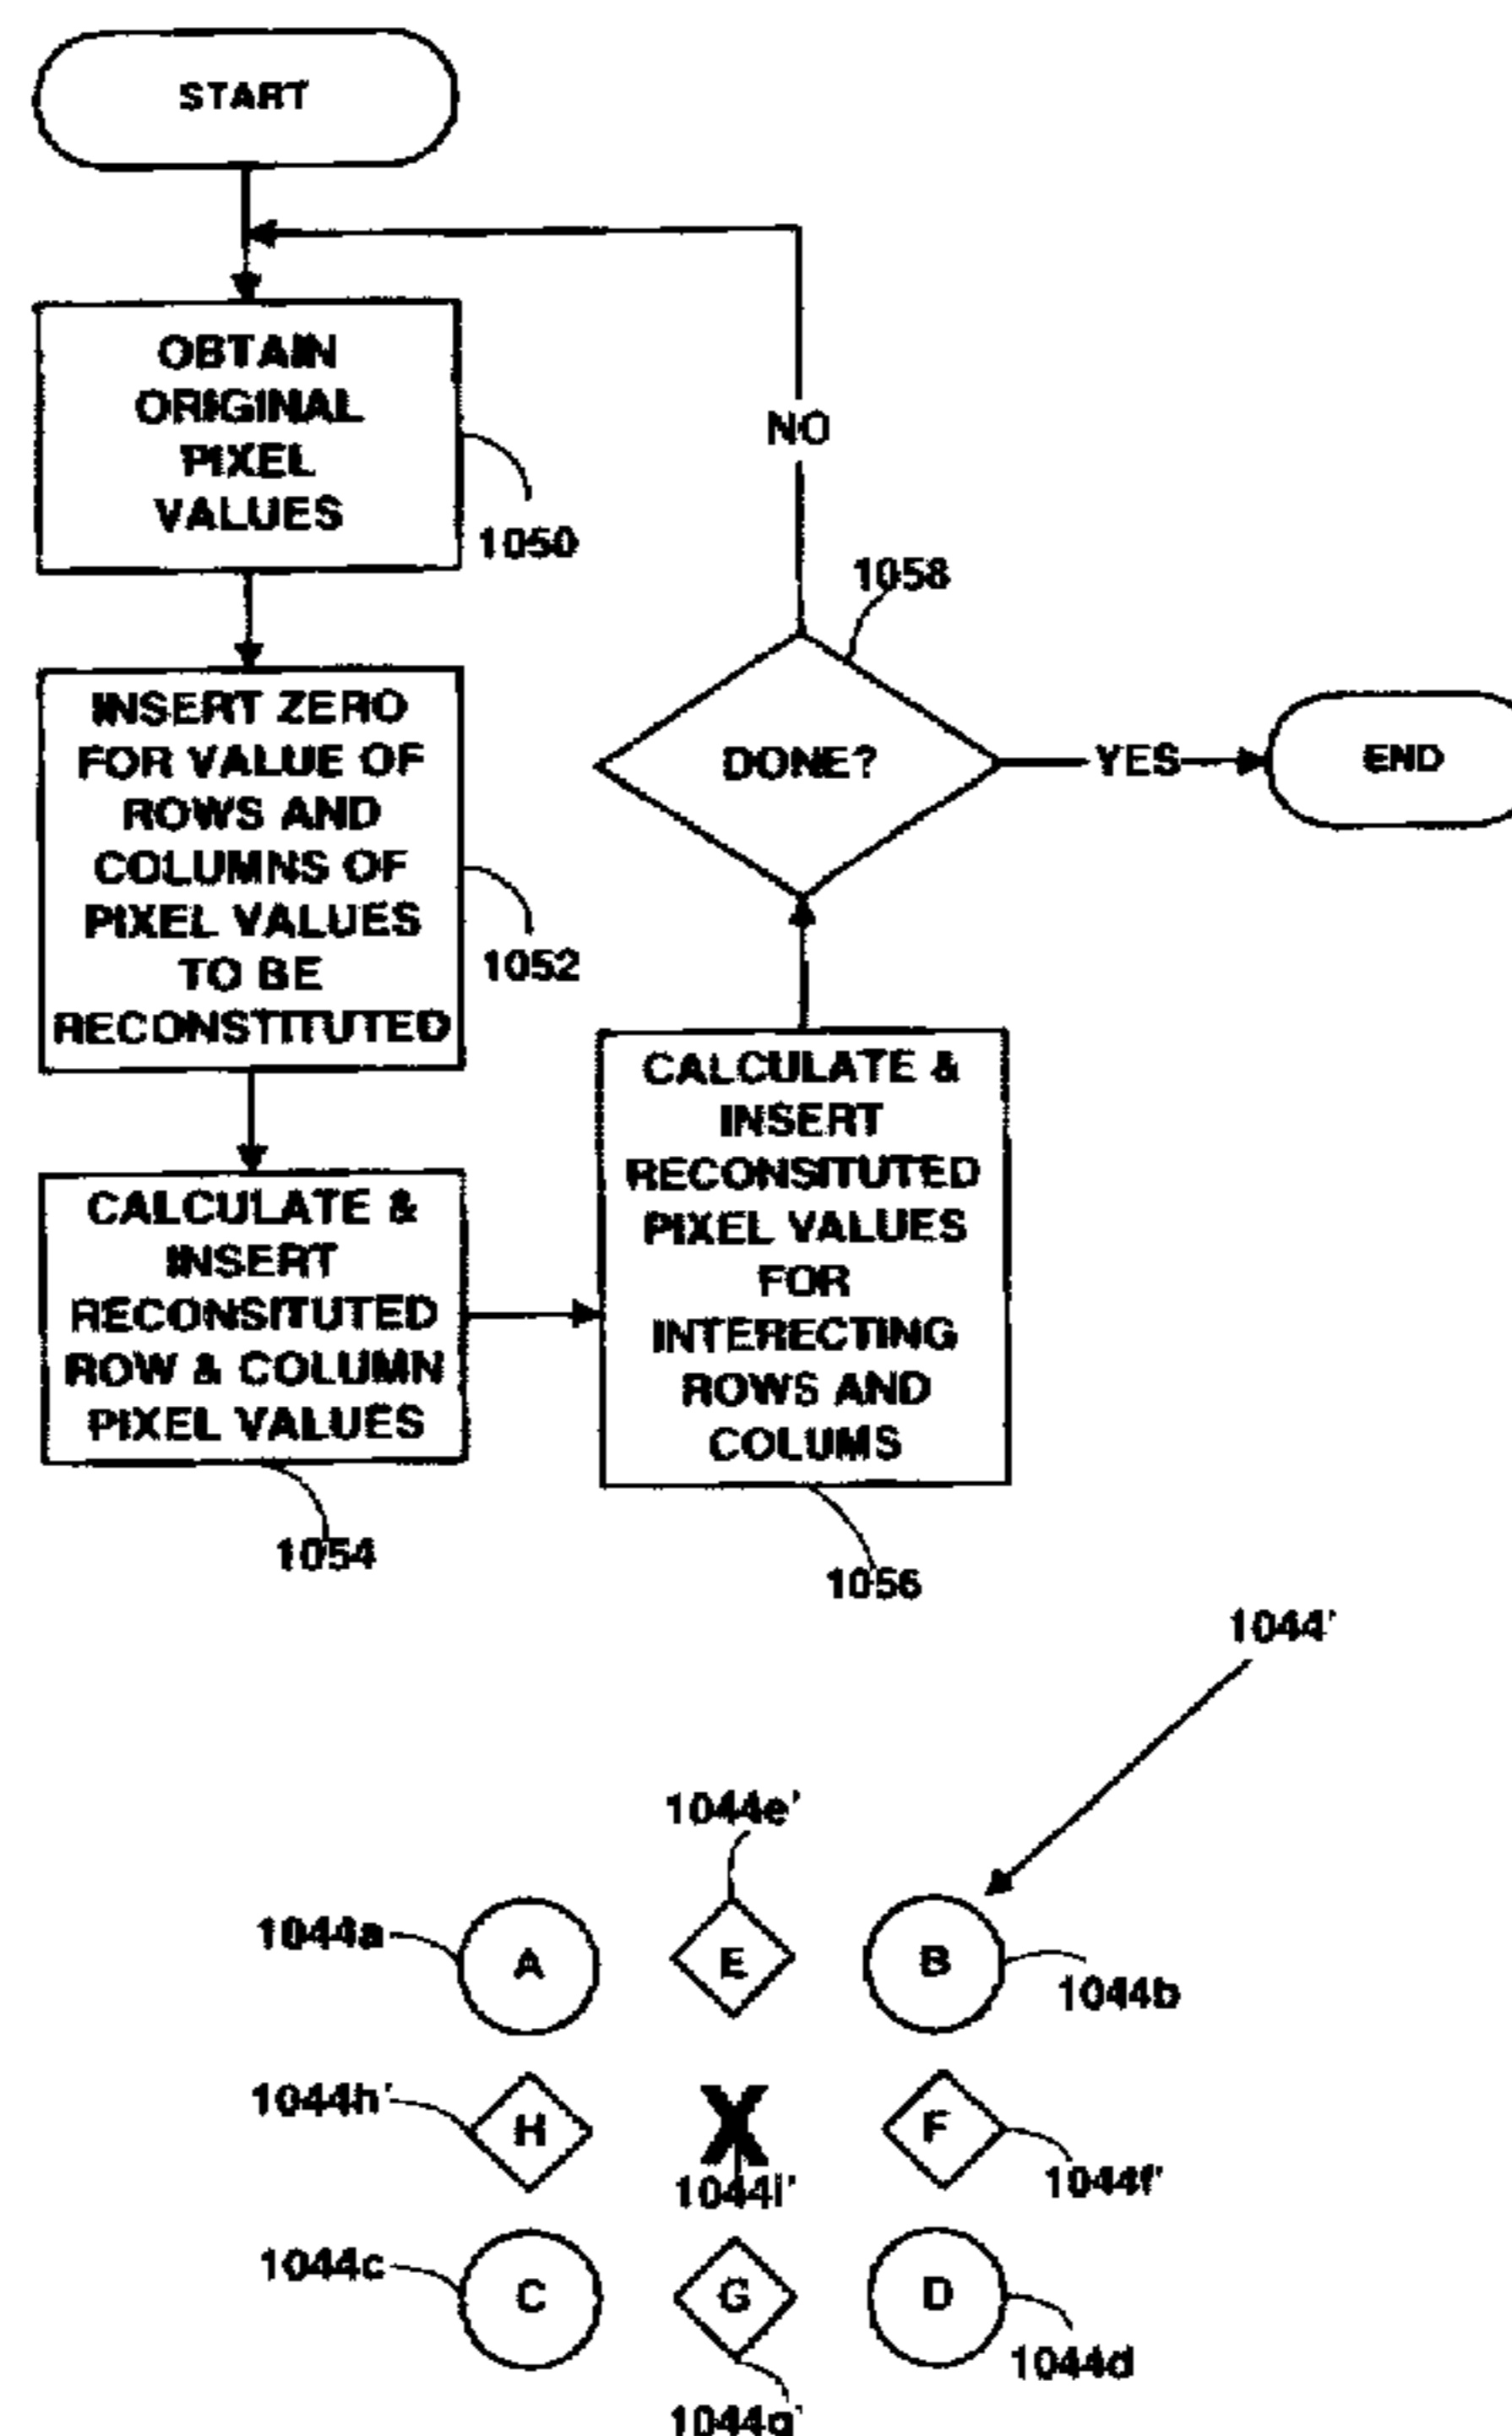 START
OBTAIN
ORIGINAL
PIXEL
VALUES
1050
INSERT ZERO
FOR VALUE OF
ROWS AND
COLUMNS OF
PIXEL VALUES
TO BE
RECONSTITUTED
1052
CALCULATE &
INSERT
RECONSITUTED
ROW & COLUMN
PIXEL VALUES
1054
CALCULATE &
INSERT
RECONSITUTED
PIXEL VALUES
FOR
INTERECTING
ROWS AND
COLUMS
1056
DONE?
1058
NO
YES
END
1044'
1044e'
1044a
A
E
B
1044b
1044h'
H
X
F
1044i'
1044f'
1044c
C
G
D
1044d
1044g'